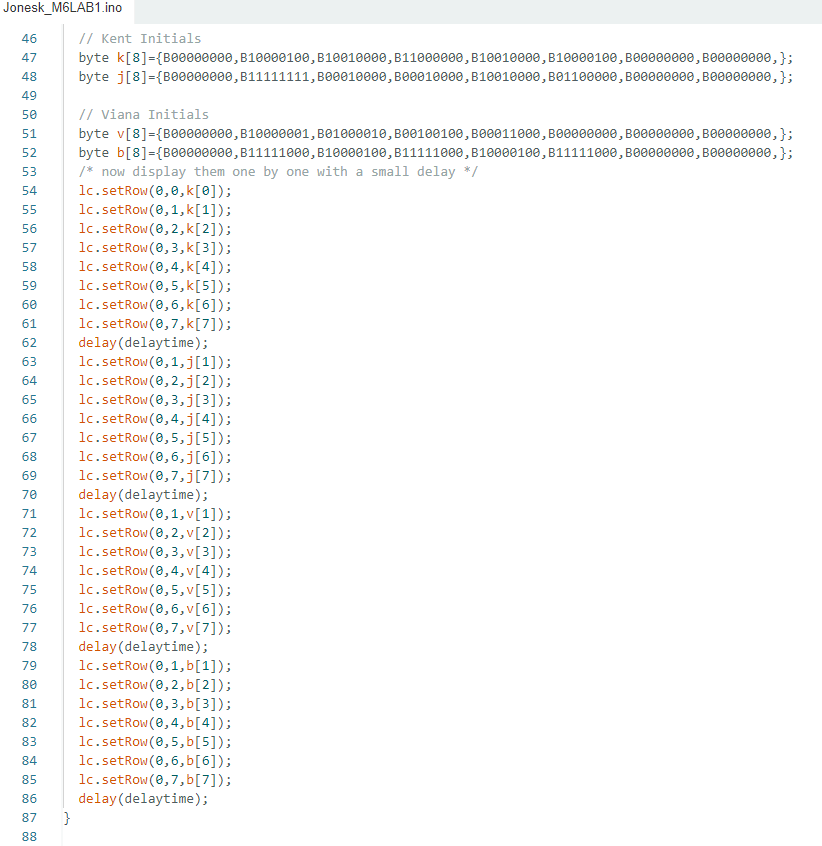 Jonesk_M6LAB1.ino
46 // Kent Initials
47 byte k[8]={B00000000,B10000100,B10010000,B11000000,B10010000,B10000100,B00000000,B00000000,};
48 byte j[8]={B00000000,B11111111,B00010000,B00010000,B10010000,B01100000,B00000000,B00000000,};
49
50 // Viana Initials
51 byte v[8]={B00000000,B10000001,B01000010,B00100100,B00011000,B00000000,B00000000,B00000000,};
52 byte b[8]={B00000000,B11111000,B10000100,B11111000,B10000100,B11111000,B00000000,B00000000,};
53 /* now display them one by one with a small delay */
54 lc.setRow(0,0,k[0]);
55 lc.setRow(0,1,k[1]);
56 lc.setRow(0,2,k[2]);
57 lc.setRow(0,3,k[3]);
58 lc.setRow(0,4,k[4]);
59 lc.setRow(0,5,k[5]);
60 lc.setRow(0,6,k[6]);
61 lc.setRow(0,7,k[7]);
62 delay(delaytime);
63 lc.setRow(0,1,j[1]);
64 lc.setRow(0,2,j[2]);
65 lc.setRow(0,3,j[3]);
66 lc.setRow(0,4,j[4]);
67 lc.setRow(0,5,j[5]);
68 lc.setRow(0,6,j[6]);
69 lc.setRow(0,7,j[7]);
70 delay(delaytime);
71 lc.setRow(0,1,v[1]);
72 lc.setRow(0,2,v[2]);
73 lc.setRow(0,3,v[3]);
74 lc.setRow(0,4,v[4]);
75 lc.setRow(0,5,v[5]);
76 lc.setRow(0,6,v[6]);
77 lc.setRow(0,7,v[7]);
78 delay(delaytime);
79 lc.setRow(0,1,b[1]);
80 lc.setRow(0,2,b[2]);
81 lc.setRow(0,3,b[3]);
82 lc.setRow(0,4,b[4]);
83 lc.setRow(0,5,b[5]);
84 lc.setRow(0,6,b[6]);
85 lc.setRow(0,7,b[7]);
86 delay(delaytime);
87 }
88